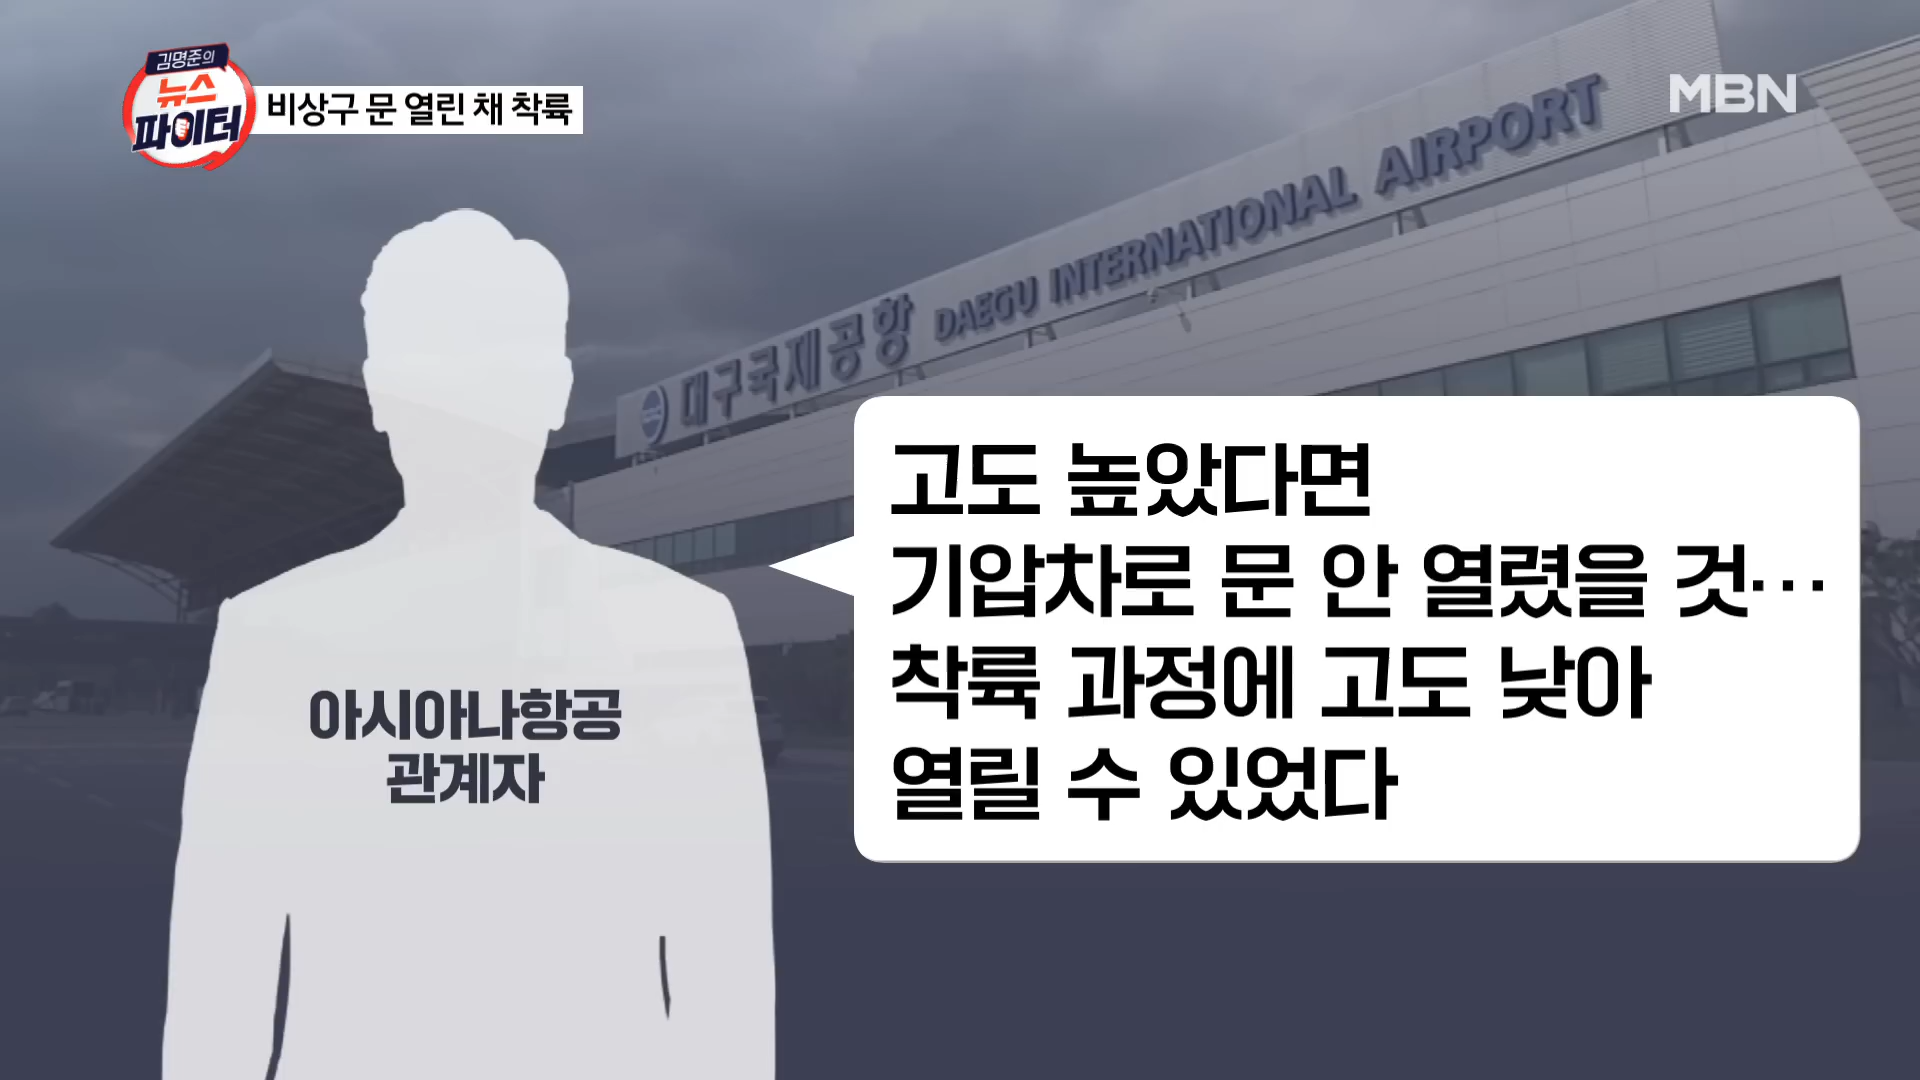 김명준의
뉴스
파이터
비상구 문 열린 채 착륙
MBN
대구국제공항 DAEGU INTERNATIONAL AIRPORT
고도 높았다면
기압차로 문 안 열렸을 것…
착륙 과정에 고도 낮아
열릴 수 있었다
아시아나항공
관계자